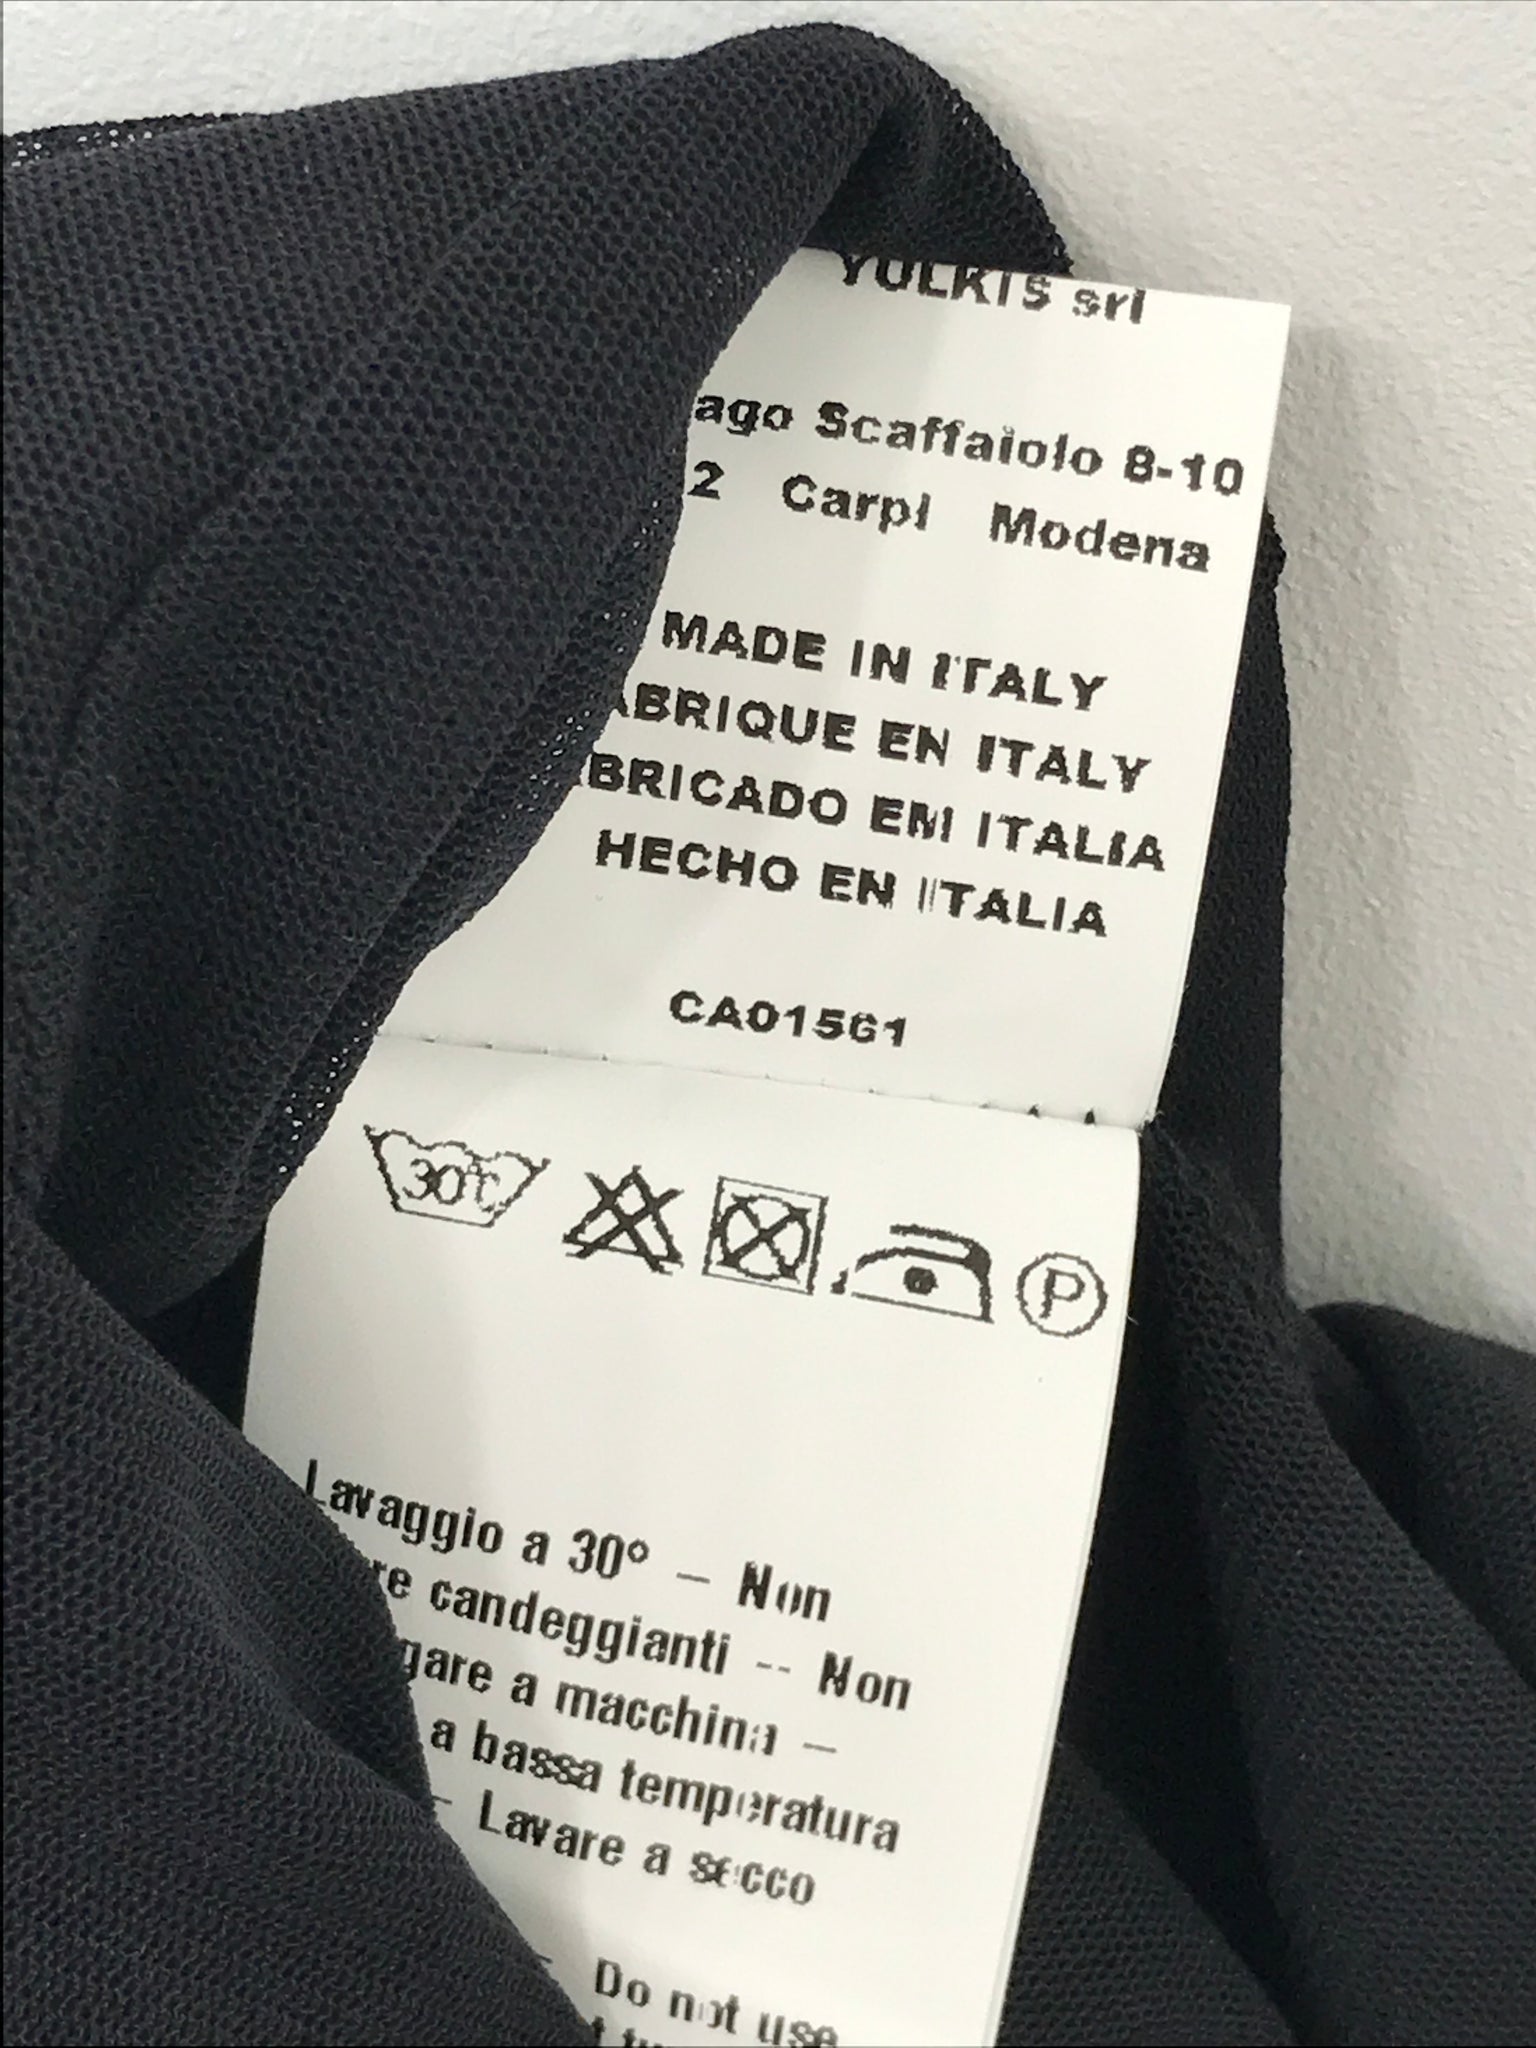 YULKIS srl
ago Scaffaiolo 8-10
2 Carpi Modena
MADE IN ITALY
ABRIQUE EN ITALY
BRICADO EM ITALIA
HECHO EN ITALIA
CA01561
30°C
P
Lavaggio a 30° – Non
re candeggianti -- Non
gare a macchina –
a bassa temperatura
– Lavare a secco
Do not use